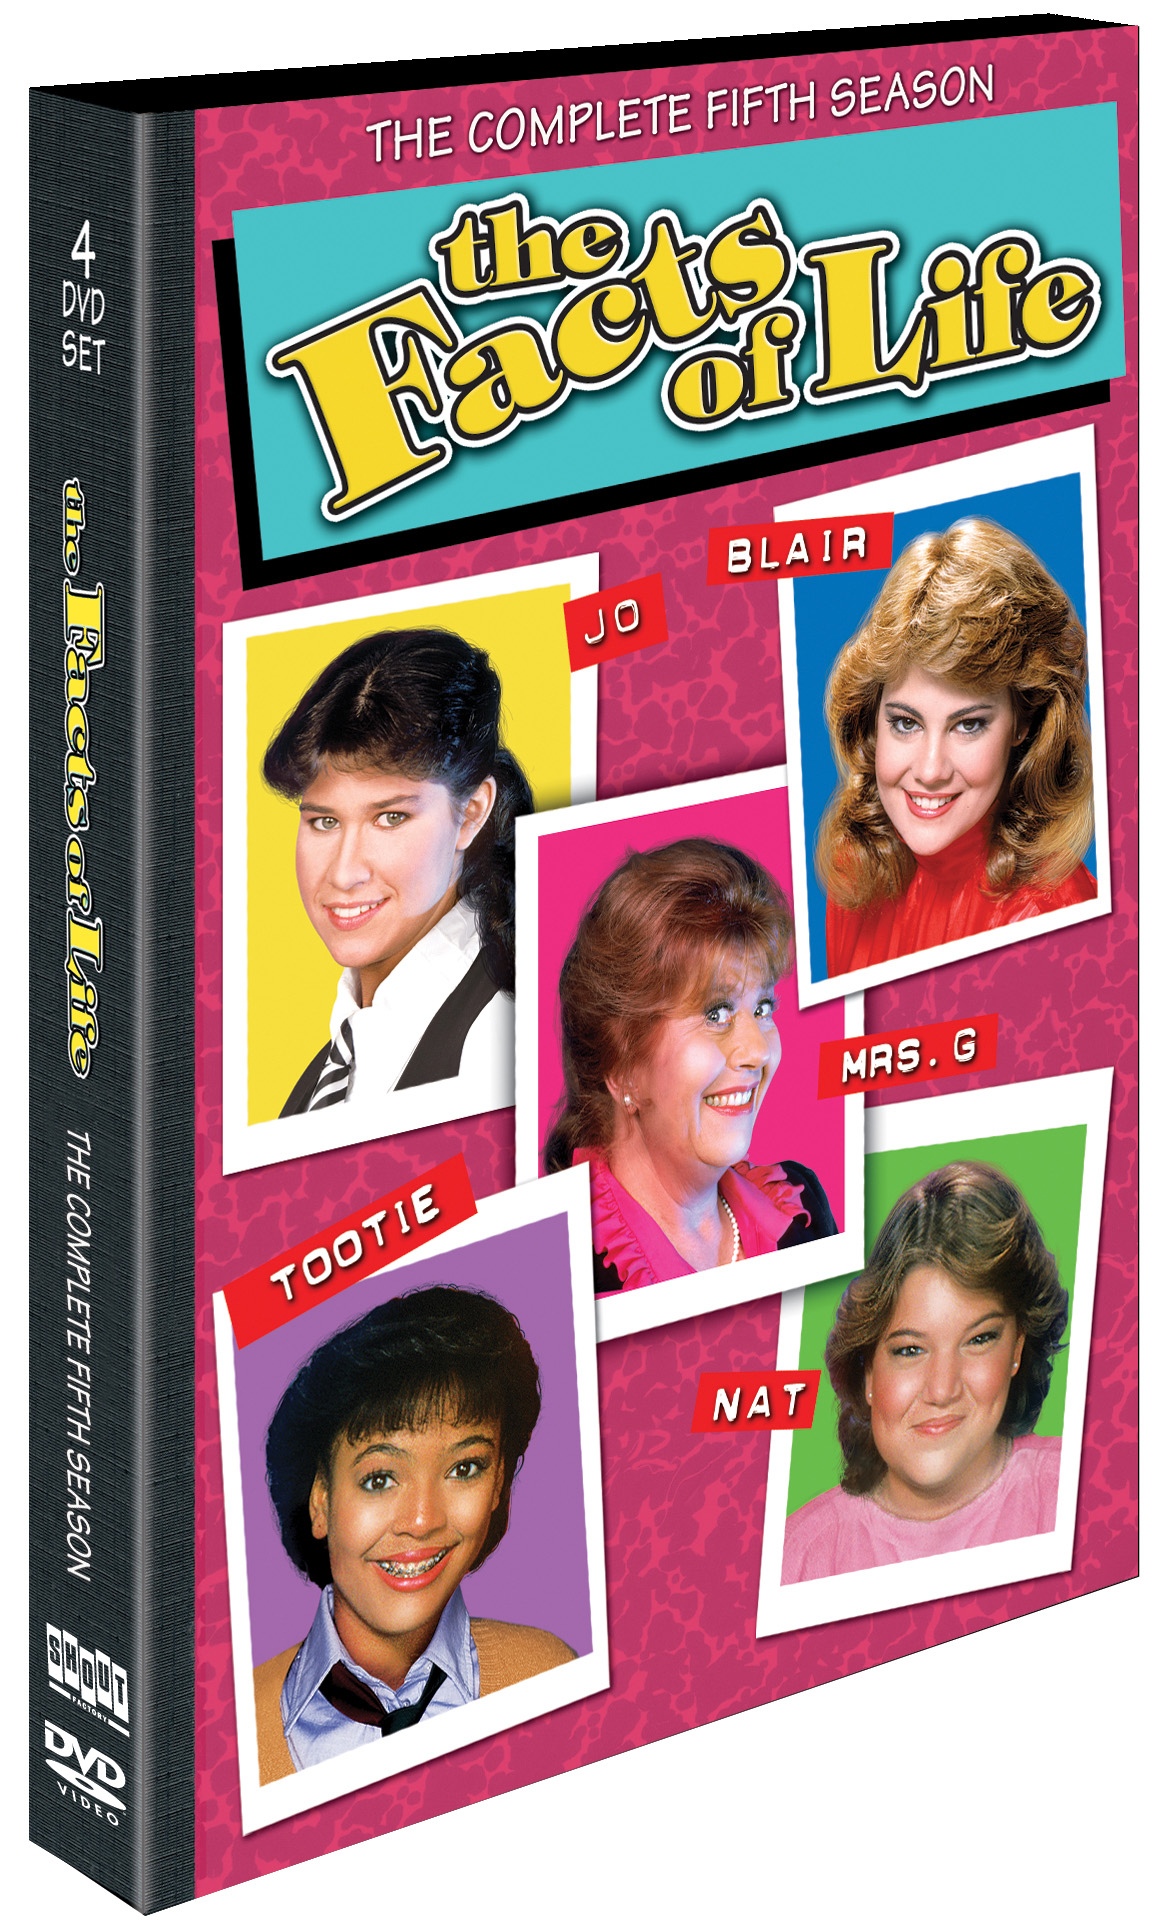 THE COMPLETE FIFTH SEASON
the
Facts
of Life
BLAIR
JO
MRS. G
TOOTIE
NAT
4
DVD
SET
the Facts of Life
THE COMPLETE FIFTH SEASON
SHOUT
FACTORY
DVD
VIDEO